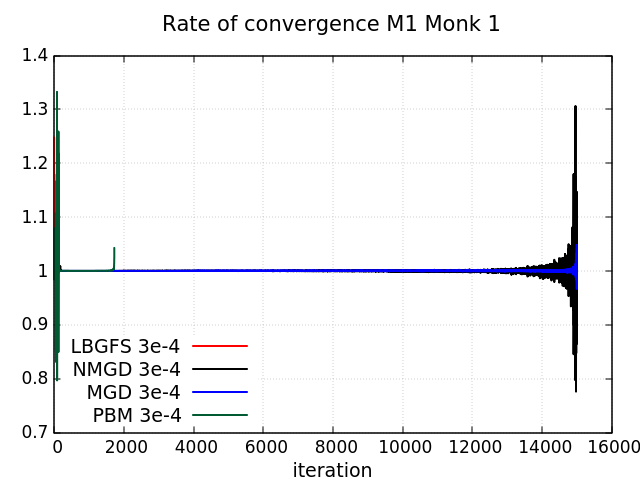 Rate of convergence M1 Monk 1
1.4
1.3
1.2
1.1
1
0.9
0.8
0.7
LBGFS 3e-4
NMGD 3e-4
MGD 3e-4
PBM 3e-4
0 2000 4000 6000 8000 10000 12000 14000 16000
iteration